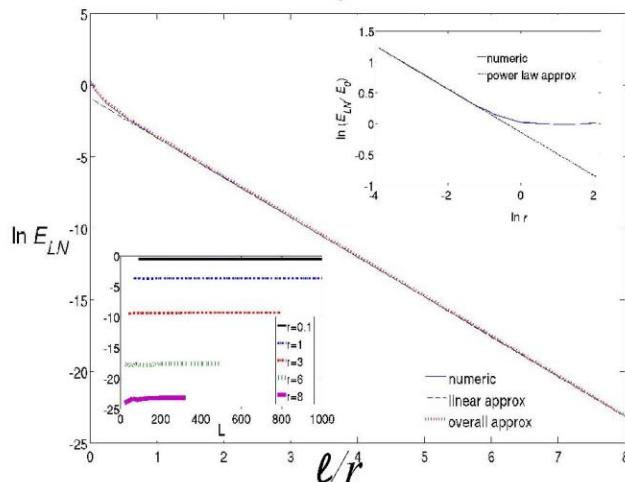 5
0
-5
-10
-15
-20
-25
ln E_LN
0 1 2 3 4 5 6 7 8
ℓ/r
numeric
linear approx
overall approx
1.5
1
0.5
0
-0.5
-1
ln (E_LN/E_0)
-4 -2 0 2
ln r
numeric
power law approx
0
-5
-10
-15
-20
-25
0 200 400 600 800 1000
L
r=0.1
r=1
r=3
r=6
r=8